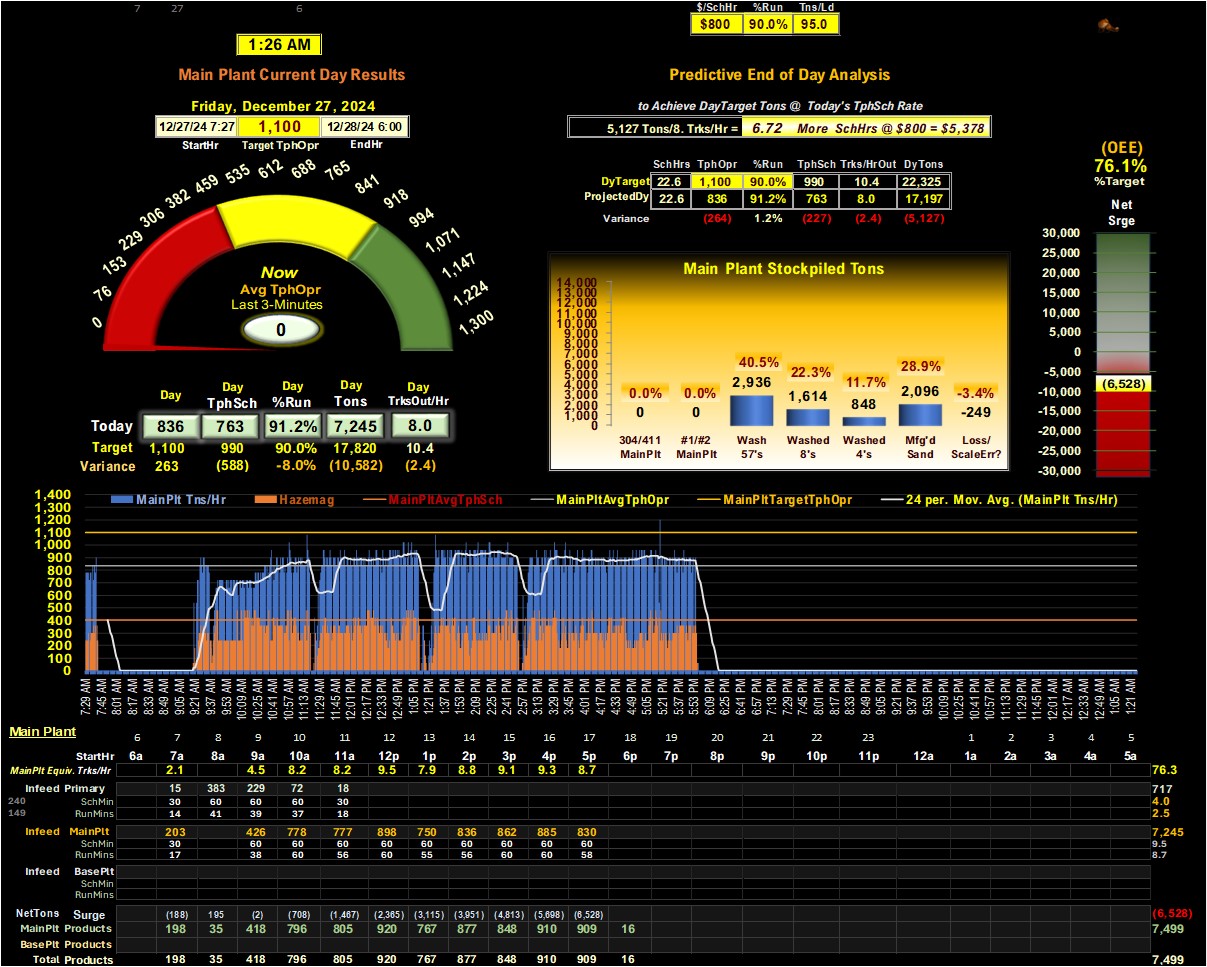 7 27 6
$/SchHr %Run Tns/Ld
$800 90.0% 95.0
1:26 AM
Main Plant Current Day Results
Predictive End of Day Analysis
Friday, December 27, 2024
to Achieve DayTarget Tons @ Today's TphSch Rate
12/27/24 7:27 1,100 12/28/24 6:00
StartHr Target TphOpr EndHr
5,127 Tons/8. Trks/Hr = 6.72 More SchHrs @ $800 = $5,378
(OEE)
76.1%
%Target
Net
Srge
SchHrs TphOpr %Run TphSch Trks/HrOut DyTons
DyTarget 22.6 1,100 90.0% 990 10.4 22,325
ProjectedDy 22.6 836 91.2% 763 8.0 17,197
Variance (264) 1.2% (227) (2.4) (5,127)
0 76 153 229 306 382 459 535 612 688 765 841 918 994 1,071 1,147 1,224 1,300
Now
Avg TphOpr
Last 3-Minutes
0
Main Plant Stockpiled Tons
14,000
13,000
12,000
11,000
10,000
9,000
8,000
7,000
6,000
5,000
4,000
3,000
2,000
1,000
0
0.0% 0.0% 40.5% 22.3% 11.7% 28.9% -3.4%
0 0 2,936 1,614 848 2,096 -249
304/411 #1/#2 Wash Washed Washed Mfg'd Loss/
MainPlt MainPlt 57's 8's 4's Sand ScaleErr?
30,000
25,000
20,000
15,000
10,000
5,000
0
-5,000
-10,000
-15,000
-20,000
-25,000
-30,000
(6,528)
Day Day Day Day Day
TphSch %Run Tons TrksOut/Hr
Today 836 763 91.2% 7,245 8.0
Target 1,100 990 90.0% 17,820 10.4
Variance 263 (588) -8.0% (10,582) (2.4)
MainPlt Tns/Hr Hazemag MainPltAvgTphSch MainPltAvgTphOpr MainPltTargetTphOpr 24 per. Mov. Avg. (MainPlt Tns/Hr)
1,400
1,300
1,200
1,100
1,000
900
800
700
600
500
400
300
200
100
0
7:29 AM 7:45 AM 8:01 AM 8:17 AM 8:33 AM 8:49 AM 9:05 AM 9:21 AM 9:37 AM 9:53 AM 10:09 AM 10:25 AM 10:41 AM 10:57 AM 11:13 AM 11:29 AM 11:45 AM 12:01 PM 12:17 PM 12:33 PM 12:49 PM 1:05 PM 1:21 PM 1:37 PM 1:53 PM 2:09 PM 2:25 PM 2:41 PM 2:57 PM 3:13 PM 3:29 PM 3:45 PM 4:01 PM 4:17 PM 4:33 PM 4:49 PM 5:05 PM 5:21 PM 5:37 PM 5:53 PM 6:09 PM 6:25 PM 6:41 PM 6:57 PM 7:13 PM 7:29 PM 7:45 PM 8:01 PM 8:17 PM 8:33 PM 8:49 PM 9:05 PM 9:21 PM 9:37 PM 9:53 PM 10:09 PM 10:25 PM 10:41 PM 10:57 PM 11:13 PM 11:29 PM 11:45 PM 12:01 AM 12:17 AM 12:33 AM 12:49 AM 1:05 AM 1:21 AM
Main Plant
6 7 8 9 10 11 12 13 14 15 16 17 18 19 20 21 22 23 1 2 3 4 5
StartHr 6a 7a 8a 9a 10a 11a 12p 1p 2p 3p 4p 5p 6p 7p 8p 9p 10p 11p 12a 1a 2a 3a 4a 5a
MainPlt Equiv. Trks/Hr 2.1 4.5 8.2 8.2 9.5 7.9 8.8 9.1 9.3 8.7 76.3
Infeed Primary 15 383 229 72 18 717
240 SchMin 30 60 60 60 30 4.0
149 RunMins 14 41 39 37 18 2.5
Infeed MainPlt 203 426 778 777 898 750 836 862 885 830 7,245
SchMin 30 60 60 60 60 60 60 60 60 60 9.5
RunMins 17 38 60 56 60 55 56 60 60 58 8.7
Infeed BasePlt
SchMin
RunMins
NetTons Surge (188) 195 (2) (708) (1,467) (2,365) (3,115) (3,951) (4,813) (5,698) (6,528) (6,528)
MainPlt Products 198 35 418 796 805 920 767 877 848 910 909 16 7,499
BasePlt Products
Total Products 198 35 418 796 805 920 767 877 848 910 909 16 7,499